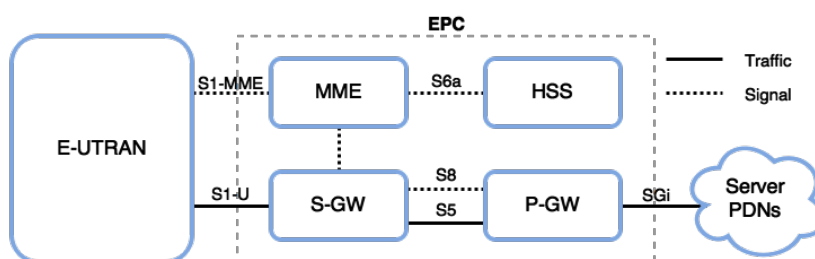 EPC
S1-MME
MME
S6a
HSS
Traffic
Signal
E-UTRAN
S1-U
S-GW
S8
S5
P-GW
SGi
Server
PDNs